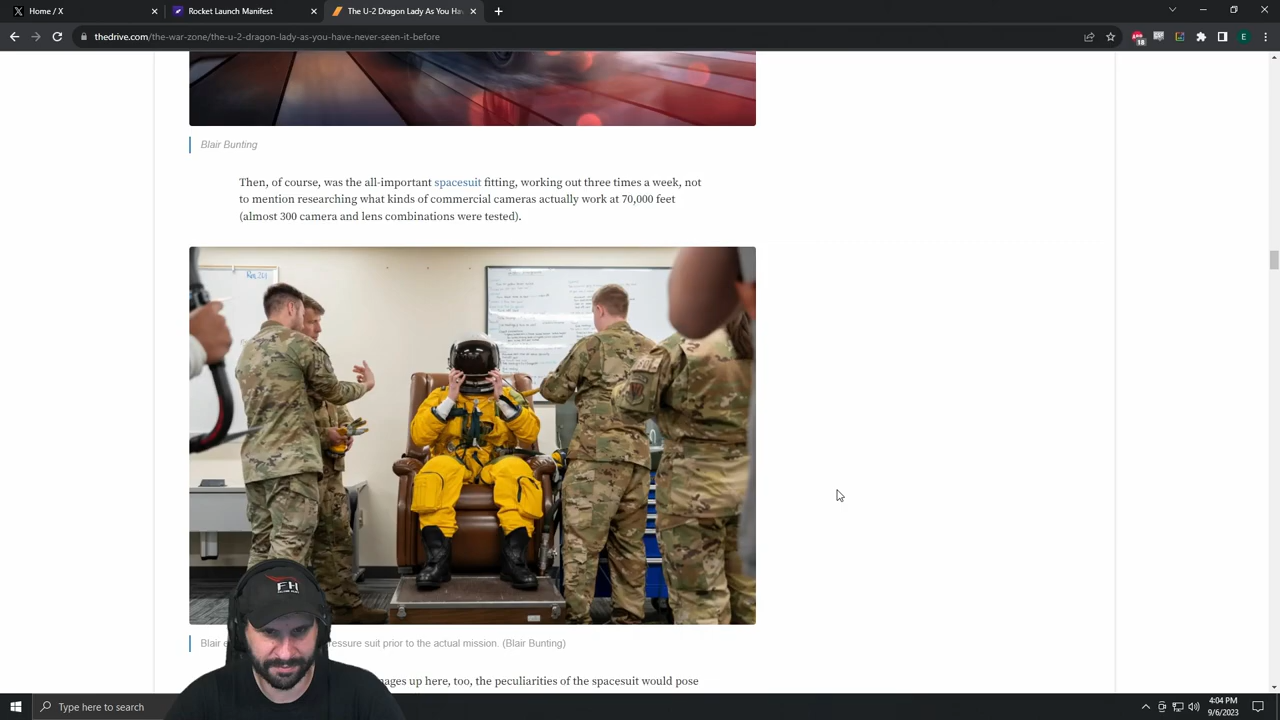 Home / X
Rocket Launch Manifest
The U-2 Dragon Lady As You Hav
thedrive.com/the-war-zone/the-u-2-dragon-lady-as-you-have-never-seen-it-before
18
E
Blair Bunting
Then, of course, was the all-important spacesuit fitting, working out three times a week, not
to mention researching what kinds of commercial cameras actually work at 70,000 feet
(almost 300 camera and lens combinations were tested).
FH
Blair
ressure suit prior to the actual mission. (Blair Bunting)
mages up here, too, the peculiarities of the spacesuit would pose
Type here to search
4:04 PM
9/6/2023